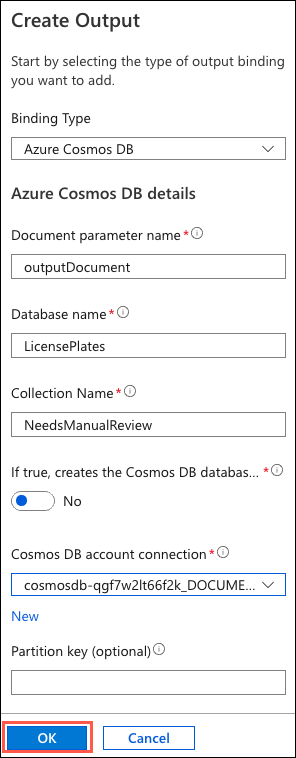 Create Output
Start by selecting the type of output binding
you want to add.
Binding Type
Azure Cosmos DB
Azure Cosmos DB details
Document parameter name*
outputDocument
Database name*
LicensePlates
Collection Name*
NeedsManualReview
If true, creates the Cosmos DB databas... *
No
Cosmos DB account connection*
cosmosdb-qgf7w2lt66f2k_DOCUME...
New
Partition key (optional)
OK
Cancel